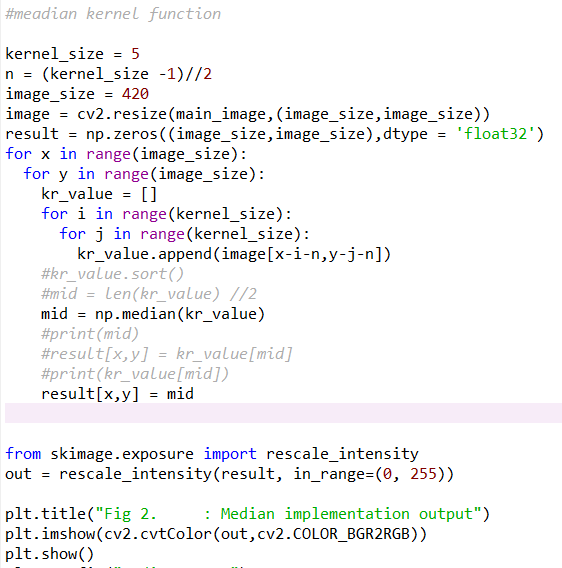 #meadian kernel function
kernel_size = 5
n = (kernel_size -1)//2
image_size = 420
image = cv2.resize(main_image,(image_size,image_size))
result = np.zeros((image_size,image_size),dtype = 'float32')
for x in range(image_size):
for y in range(image_size):
kr_value = []
for i in range(kernel_size):
for j in range(kernel_size):
kr_value.append(image[x-i-n,y-j-n])
#kr_value.sort()
#mid = len(kr_value) //2
mid = np.median(kr_value)
#print(mid)
#result[x,y] = kr_value[mid]
#print(kr_value[mid])
result[x,y] = mid
from skimage.exposure import rescale_intensity
out = rescale_intensity(result, in_range=(0, 255))
plt.title("Fig 2.     : Median implementation output")
plt.imshow(cv2.cvtColor(out,cv2.COLOR_BGR2RGB))
plt.show()